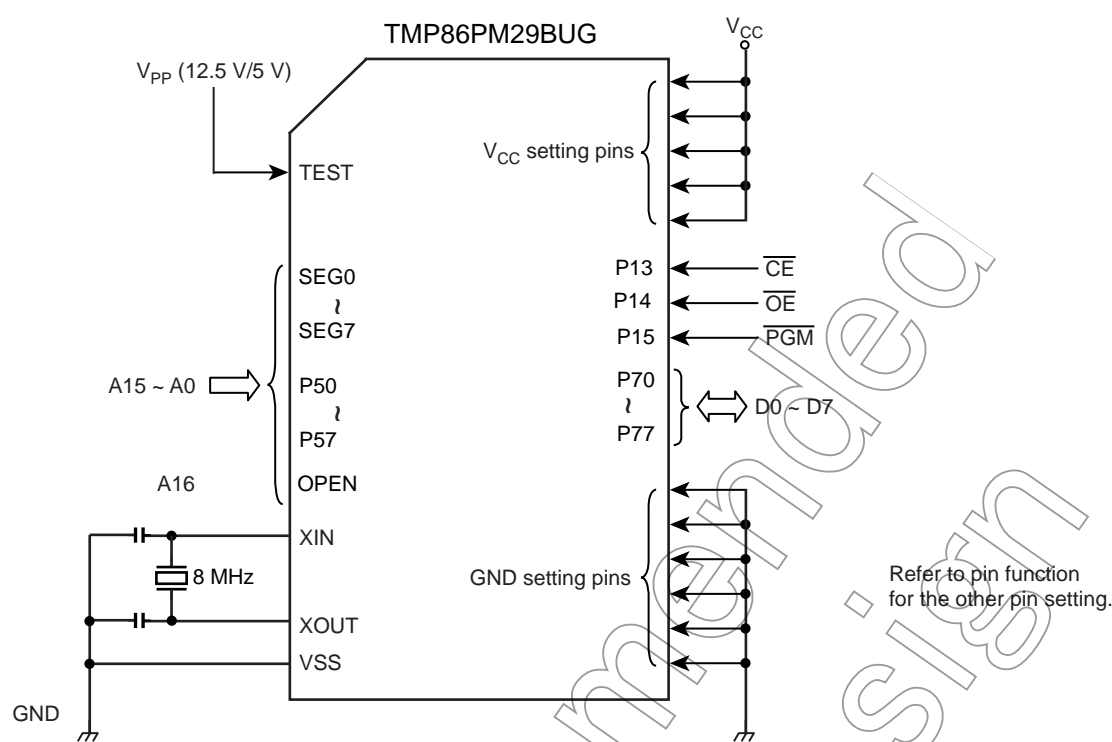 TMP86PM29BUG
VCC
VPP (12.5 V/5 V)
VCC setting pins
TEST
SEG0
~
SEG7
A15 ~ A0
P50
~
P57
A16
OPEN
XIN
8 MHz
XOUT
VSS
GND
P13
CE
P14
OE
P15
PGM
P70
~
P77
D0 ~ D7
GND setting pins
Refer to pin function
for the other pin setting.
mended
sign